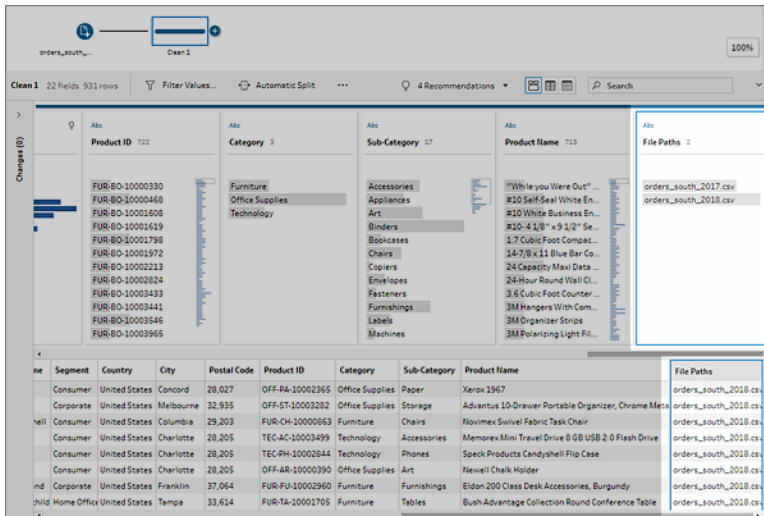 orders_south_...
Clean 1
100%
Clean 1 22 fields 931 rows Filter Values... Automatic Split ... 4 Recommendations Search
Changes (0)
Abc
Product ID 722
FUR-BO-10000330
FUR-BO-10000468
FUR-BO-10001608
FUR-BO-10001619
FUR-BO-10001798
FUR-BO-10001972
FUR-BO-10002213
FUR-BO-10002824
FUR-BO-10003433
FUR-BO-10003441
FUR-BO-10003546
FUR-BO-10003965
Abc
Category 3
Furniture
Office Supplies
Technology
Abc
Sub-Category 17
Accessories
Appliances
Art
Binders
Bookcases
Chairs
Copiers
Envelopes
Fasteners
Furnishings
Labels
Machines
Abc
Product Name 713
"While you Were Out" ...
#10 Self-Seal White En...
#10 White Business En...
#10- 4 1/8" x 9 1/2" Se...
1.7 Cubic Foot Compac...
14-7/8 x 11 Blue Bar Co...
24 Capacity Maxi Data ...
24-Hour Round Wall Cl...
3.6 Cubic Foot Counter ...
3M Hangers With Com...
3M Organizer Strips
3M Polarizing Light Fil...
Abc
File Paths 2
orders_south_2017.csv
orders_south_2018.csv
me Segment Country City Postal Code Product ID Category Sub-Category Product Name File Paths
Consumer United States Concord 28,027 OFF-PA-10002365 Office Supplies Paper Xerox 1967 orders_south_2018.csv
Corporate United States Melbourne 32,935 OFF-ST-10003282 Office Supplies Storage Advantus 10-Drawer Portable Organizer, Chrome Meta orders_south_2018.csv
nell Consumer United States Columbia 29,203 FUR-CH-10000863 Furniture Chairs Novimex Swivel Fabric Task Chair orders_south_2018.csv
Consumer United States Charlotte 28,205 TEC-AC-10003499 Technology Accessories Memorex Mini Travel Drive 8 GB USB 2.0 Flash Drive orders_south_2018.csv
Consumer United States Charlotte 28,205 TEC-PH-10002844 Technology Phones Speck Products Candyshell Flip Case orders_south_2018.csv
Consumer United States Charlotte 28,205 OFF-AR-10000390 Office Supplies Art Newell Chalk Holder orders_south_2018.csv
nd Corporate United States Franklin 37,064 FUR-FU-10002960 Furniture Furnishings Eldon 200 Class Desk Accessories, Burgundy orders_south_2018.csv
child Home Office United States Tampa 33,614 FUR-TA-10001705 Furniture Tables Bush Advantage Collection Round Conference Table orders_south_2018.csv